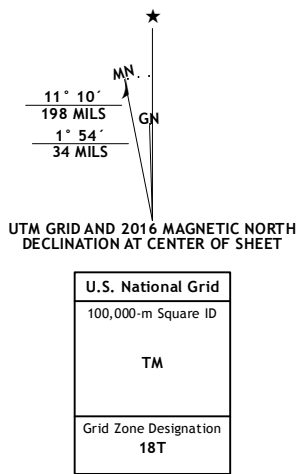 ★
MN
GN
11° 10´
198 MILS
1° 54´
34 MILS
UTM GRID AND 2016 MAGNETIC NORTH
DECLINATION AT CENTER OF SHEET
U.S. National Grid
100,000-m Square ID
TM
Grid Zone Designation
18T